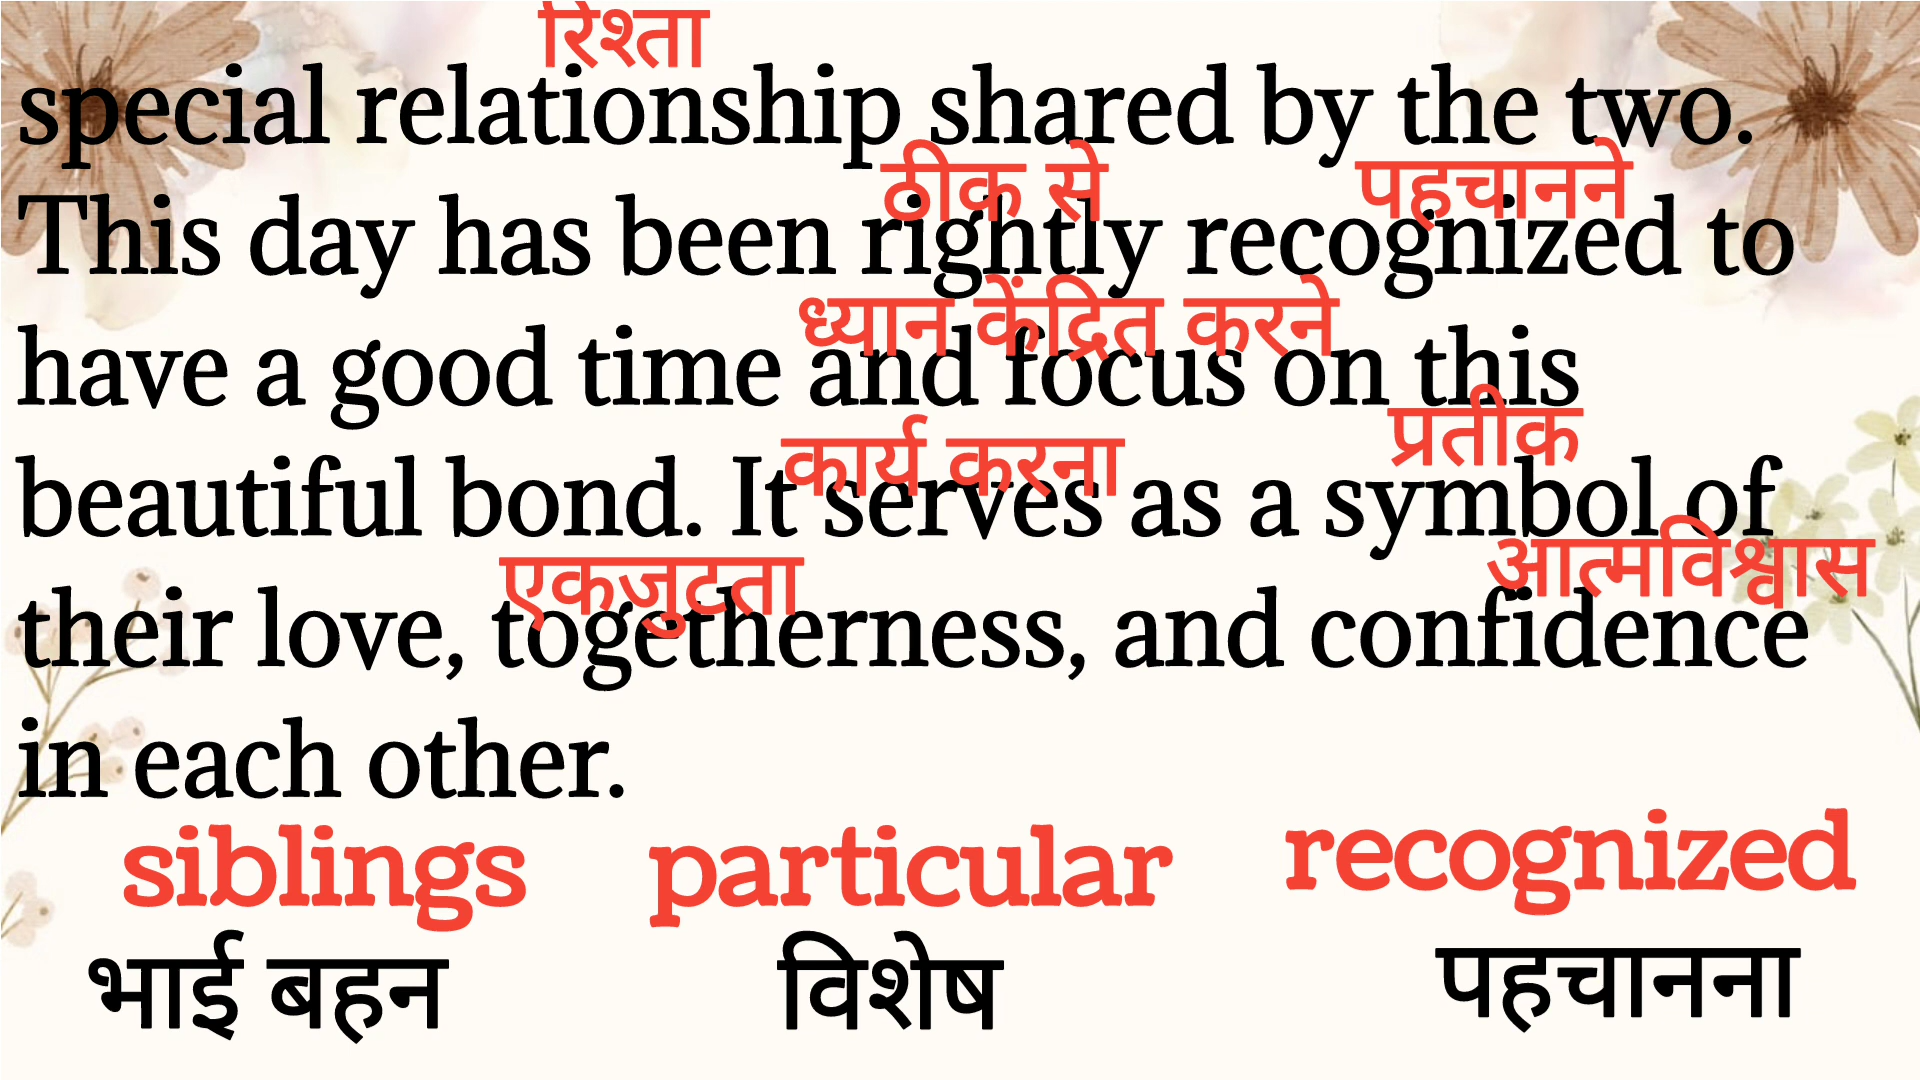 रिश्ता
special relationship shared by the two.
ठीक से पहचानने
This day has been rightly recognized to
ध्यान केंद्रित करने
have a good time and focus on this
कार्य करना प्रतीक
beautiful bond. It serves as a symbol of
एकजुटता आत्मविश्वास
their love, togetherness, and confidence
in each other.
siblings particular recognized
भाई बहन विशेष पहचानना